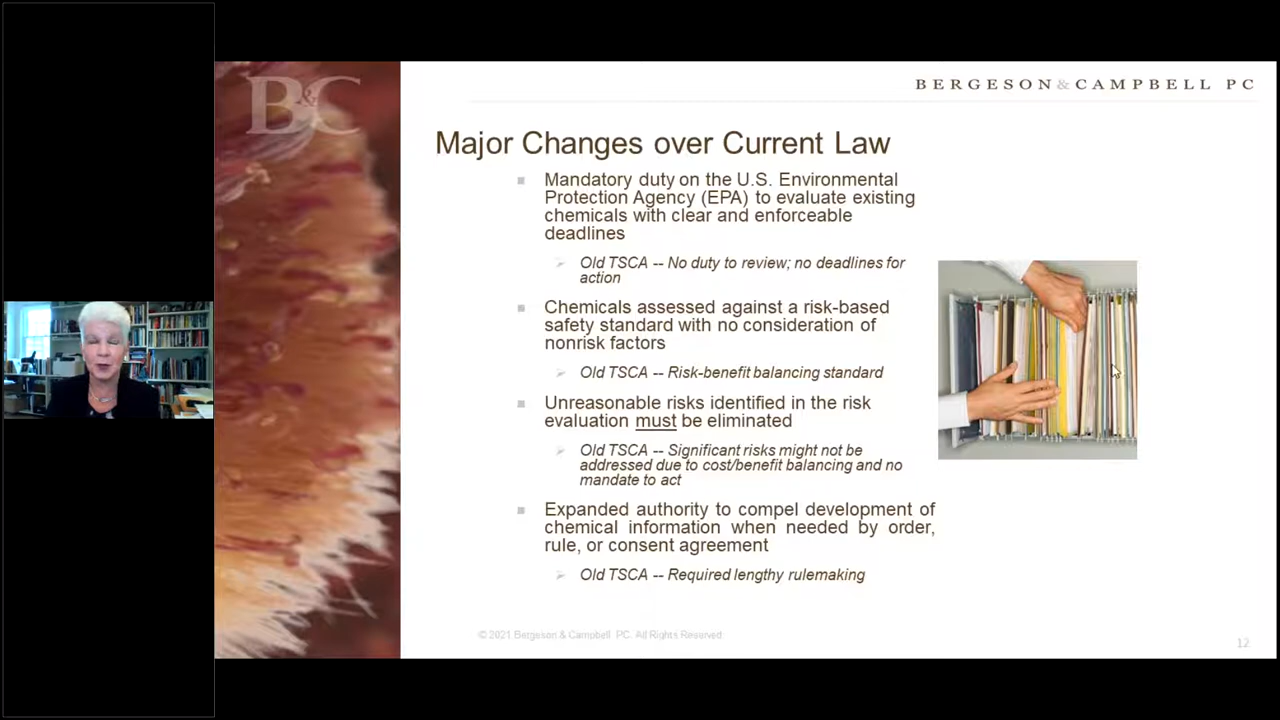 B&C
BERGESON&CAMPBELL PC
Major Changes over Current Law
Mandatory duty on the U.S. Environmental
Protection Agency (EPA) to evaluate existing
chemicals with clear and enforceable
deadlines
Old TSCA -- No duty to review; no deadlines for
action
Chemicals assessed against a risk-based
safety standard with no consideration of
nonrisk factors
Old TSCA -- Risk-benefit balancing standard
Unreasonable risks identified in the risk
evaluation must be eliminated
Old TSCA -- Significant risks might not be
addressed due to cost/benefit balancing and no
mandate to act
Expanded authority to compel development of
chemical information when needed by order,
rule, or consent agreement
Old TSCA -- Required lengthy rulemaking
© 2021 Bergeson & Campbell PC. All Rights Reserved
12